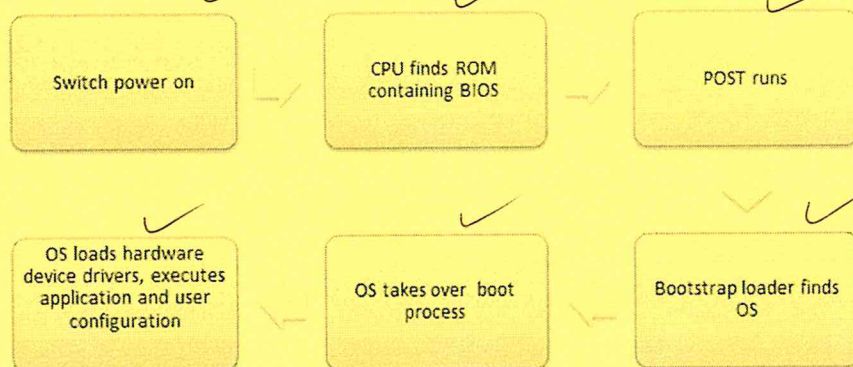 Switch power on
CPU finds ROM
containing BIOS
POST runs
Bootstrap loader finds
OS
OS takes over boot
process
OS loads hardware
device drivers, executes
application and user
configuration